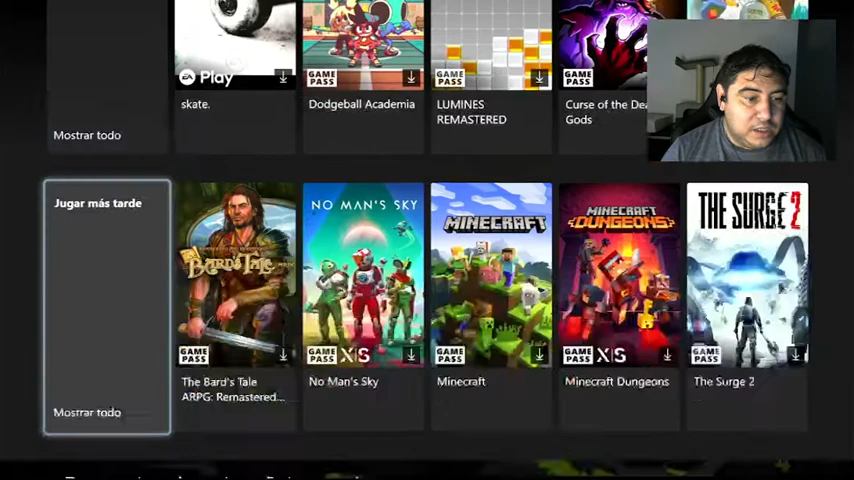 EA Play
skate.
GAME PASS
Dodgeball Academia
GAME PASS
LUMINES
REMASTERED
GAME PASS
Curse of the Dea
Gods
Mostrar todo
Jugar más tarde
Mostrar todo
BARD'S TALE
GAME PASS
The Bard's Tale
ARPG: Remastered...
NO MAN'S SKY
GAME PASS X|S
No Man's Sky
MINECRAFT
GAME PASS
Minecraft
MINECRAFT
DUNGEONS
GAME PASS X|S
Minecraft Dungeons
THE SURGE 2
GAME PASS
The Surge 2